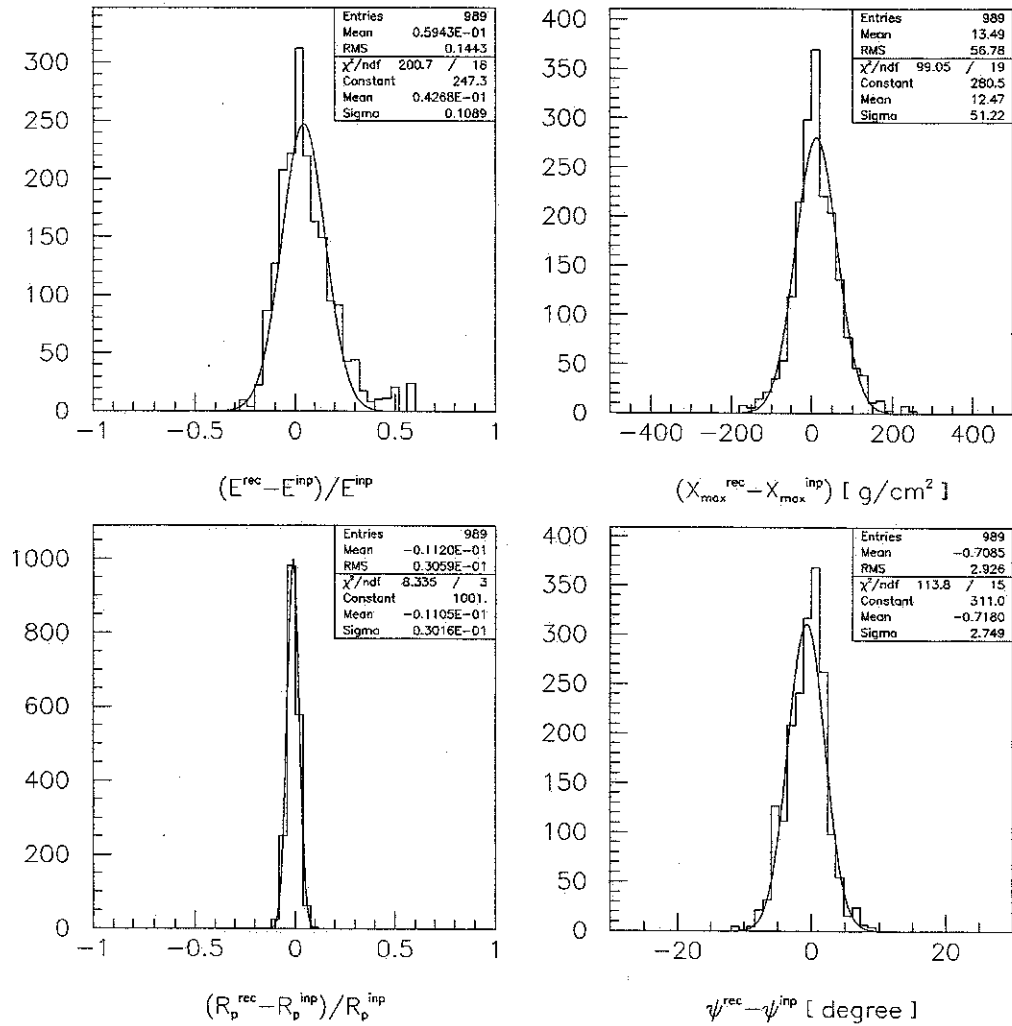 Entries 989
Mean 0.5943E-01
RMS 0.1443
χ²/ndf 200.7 / 16
Constant 247.3
Mean 0.4268E-01
Sigma 0.1089
300
250
200
150
100
50
0
-1 -0.5 0 0.5 1
(E^rec-E^inp)/E^inp
Entries 989
Mean 13.49
RMS 56.78
χ²/ndf 99.05 / 19
Constant 280.5
Mean 12.47
Sigma 51.22
400
350
300
250
200
150
100
50
0
-400 -200 0 200 400
(X_max^rec-X_max^inp) [ g/cm² ]
Entries 989
Mean -0.1120E-01
RMS 0.3059E-01
χ²/ndf 8.335 / 3
Constant 1001.
Mean -0.1105E-01
Sigma 0.3016E-01
1000
800
600
400
200
0
-1 -0.5 0 0.5 1
(R_p^rec-R_p^inp)/R_p^inp
Entries 989
Mean -0.7085
RMS 2.926
χ²/ndf 113.8 / 15
Constant 311.0
Mean -0.7180
Sigma 2.749
400
350
300
250
200
150
100
50
0
-20 0 20
ψ^rec-ψ^inp [ degree ]